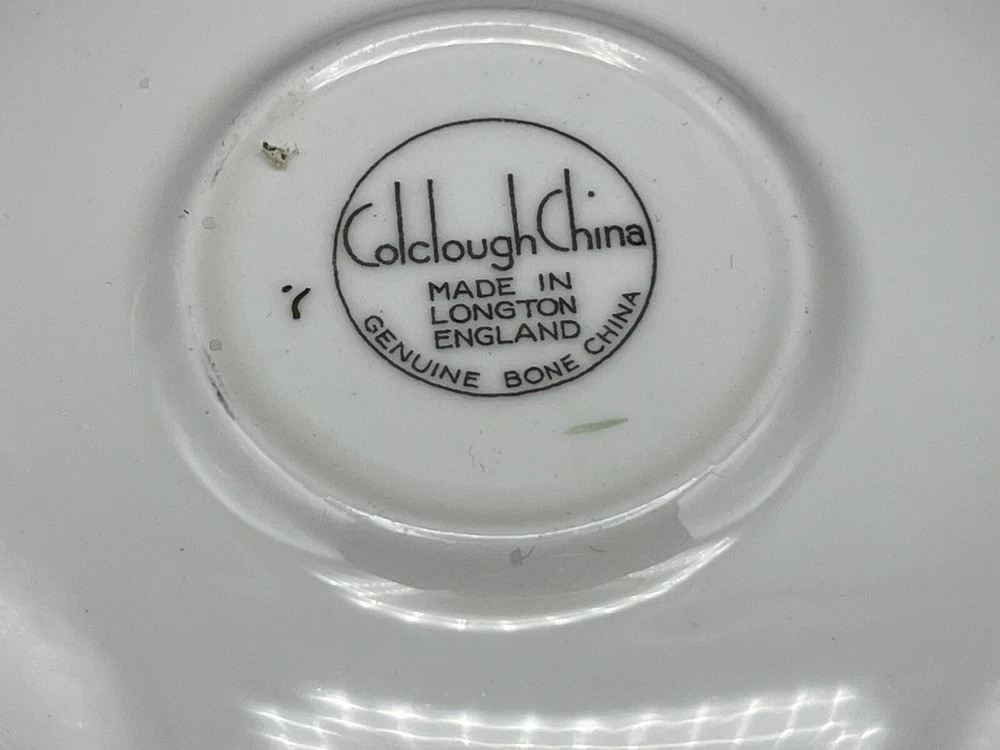 Colclough China
MADE IN
LONGTON
ENGLAND
GENUINE BONE CHINA